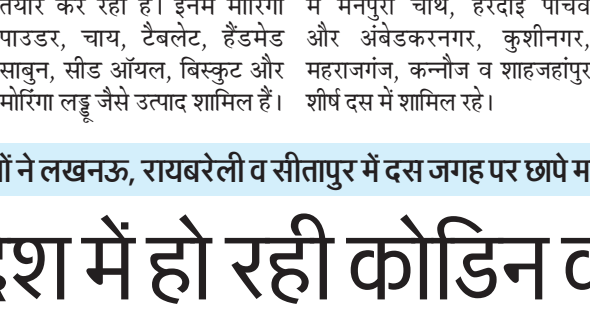 तैयार कर रही हैं। इनमें मोरिंगा
पाउडर, चाय, टैबलेट, हैंडमेड
साबुन, सीड ऑयल, बिस्कुट और
मोरिंगा लड्डू जैसे उत्पाद शामिल हैं।
में मैनपुरी चौथे, हरदोई पांचवें
और अंबेडकरनगर, कुशीनगर,
महराजगंज, कन्नौज व शाहजहांपुर
शीर्ष दस में शामिल रहे।
ने लखनऊ, रायबरेली व सीतापुर में दस जगह पर छापे
में हो रही कोडिन